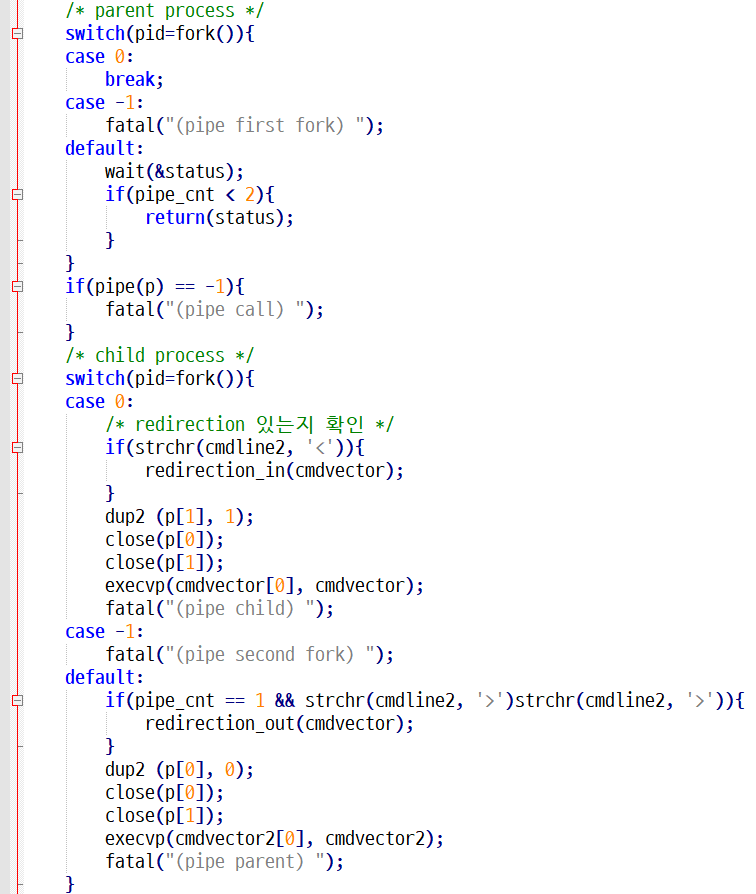 /* parent process */
switch(pid=fork()){
case 0:
break;
case -1:
fatal("(pipe first fork) ");
default:
wait(&status);
if(pipe_cnt < 2){
return(status);
}
}
if(pipe(p) == -1){
fatal("(pipe call) ");
}
/* child process */
switch(pid=fork()){
case 0:
/* redirection 있는지 확인 */
if(strchr(cmdline2, '<')){
redirection_in(cmdvector);
}
dup2 (p[1], 1);
close(p[0]);
close(p[1]);
execvp(cmdvector[0], cmdvector);
fatal("(pipe child) ");
case -1:
fatal("(pipe second fork) ");
default:
if(pipe_cnt == 1 && strchr(cmdline2, '>')strchr(cmdline2, '>')){
redirection_out(cmdvector);
}
dup2 (p[0], 0);
close(p[0]);
close(p[1]);
execvp(cmdvector2[0], cmdvector2);
fatal("(pipe parent) ");
}